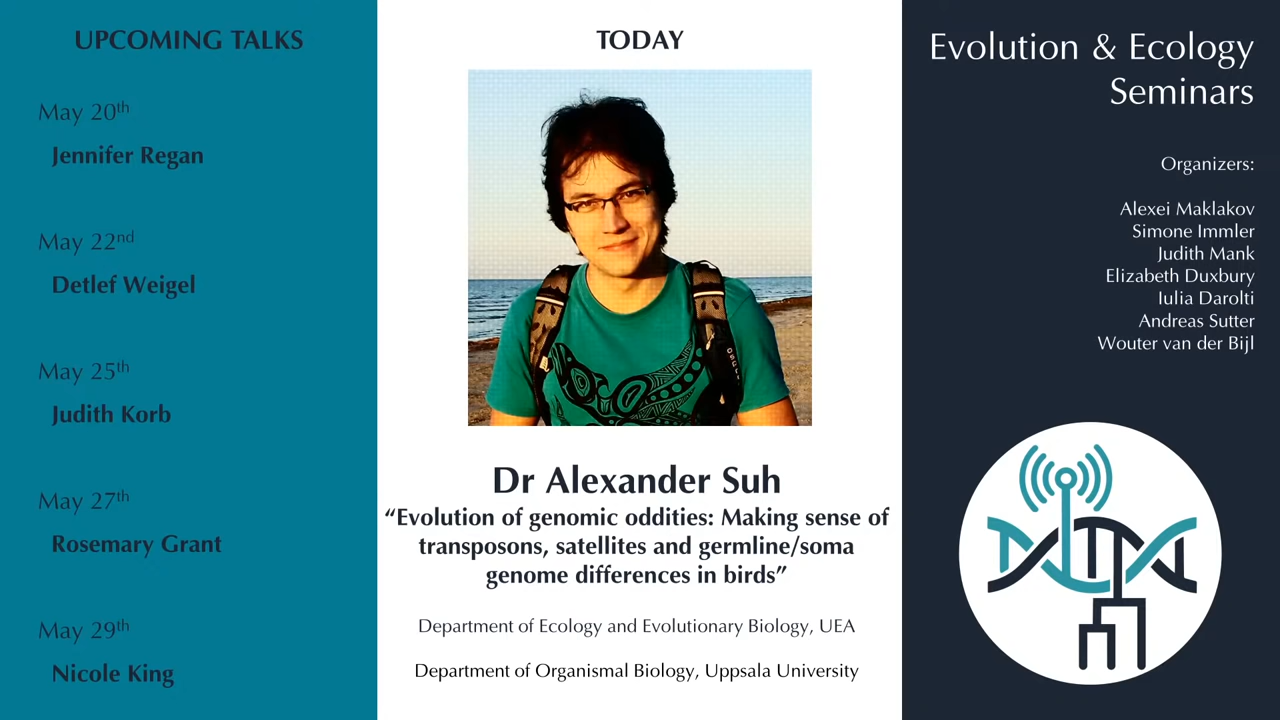 UPCOMING TALKS
May 20th
Jennifer Regan
May 22nd
Detlef Weigel
May 25th
Judith Korb
May 27th
Rosemary Grant
May 29th
Nicole King
TODAY
Dr Alexander Suh
“Evolution of genomic oddities: Making sense of
transposons, satellites and germline/soma
genome differences in birds”
Department of Ecology and Evolutionary Biology, UEA
Department of Organismal Biology, Uppsala University
Evolution & Ecology
Seminars
Organizers:
Alexei Maklakov
Simone Immler
Judith Mank
Elizabeth Duxbury
Iulia Darolti
Andreas Sutter
Wouter van der Bijl